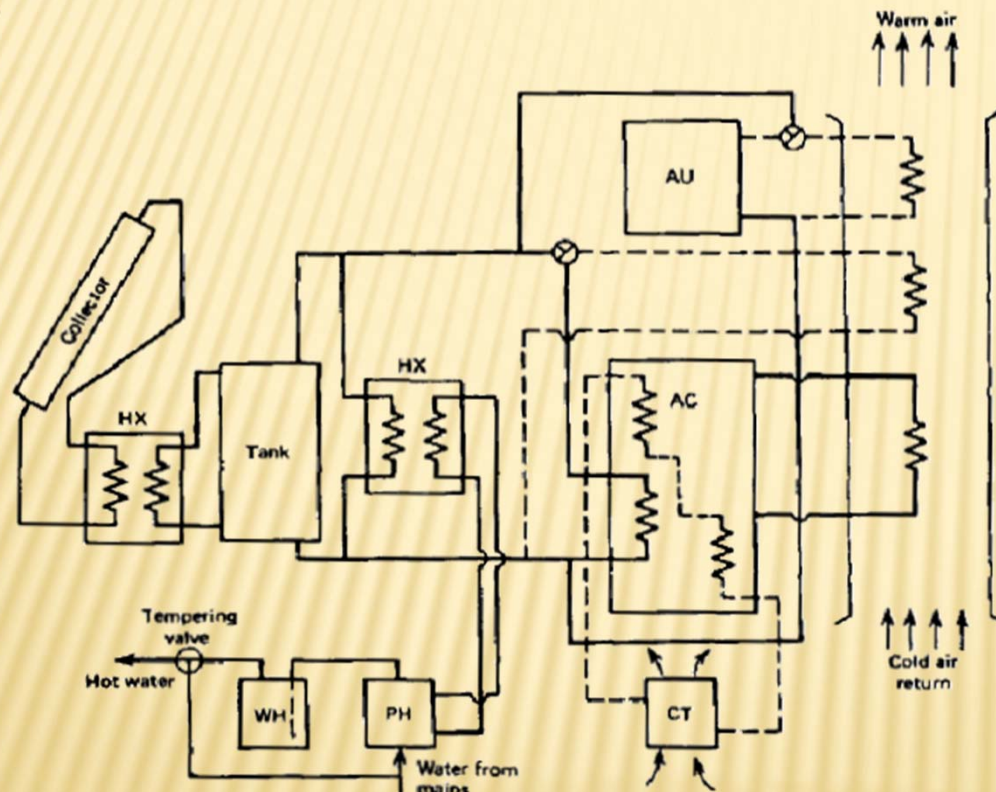 Warm air
AU
Collector
HX
AC
HX
Tank
Tempering
valve
Hot water
WH
PH
CT
Cold air
return
Water from
mains